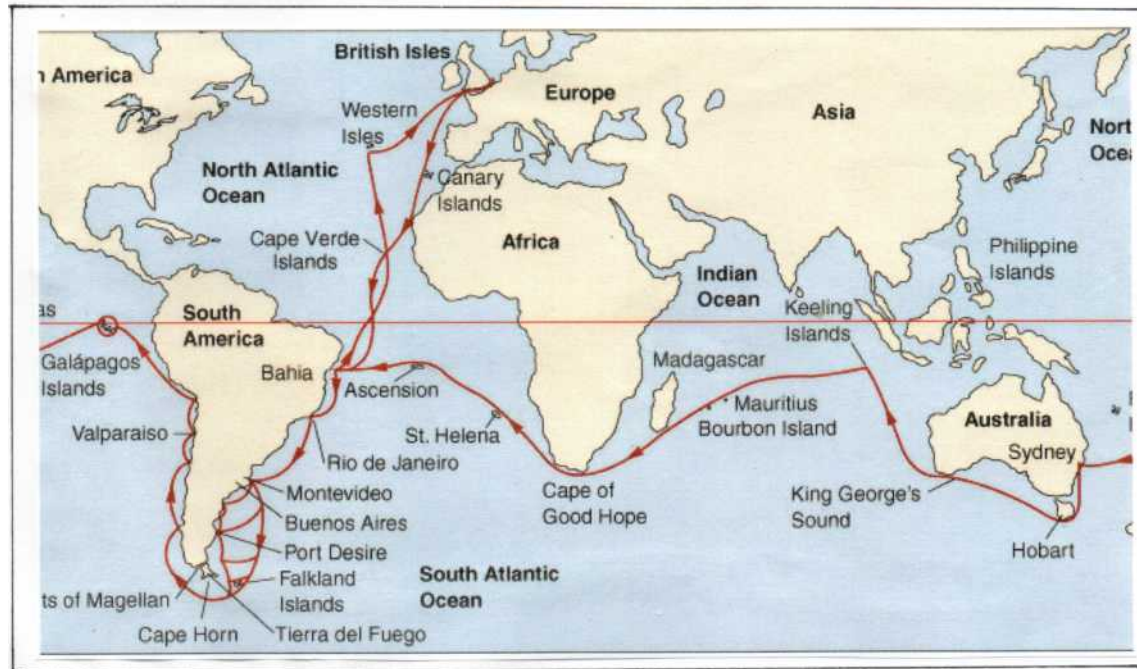 British Isles
n America
Europe
Asia
Nor
Ocea
Western
Isles
North Atlantic
Ocean
Canary
Islands
Cape Verde
Islands
Africa
Philippine
Islands
Indian
Ocean
Keeling
Islands
South
America
as
Galápagos
Islands
Bahia
Ascension
Madagascar
Mauritius
Bourbon Island
Australia
Sydney
Valparaiso
St. Helena
Rio de Janeiro
Montevideo
Buenos Aires
Port Desire
Cape of
Good Hope
King George's
Sound
Hobart
Falkland
Islands
South Atlantic
Ocean
ts of Magellan
Cape Horn
Tierra del Fuego